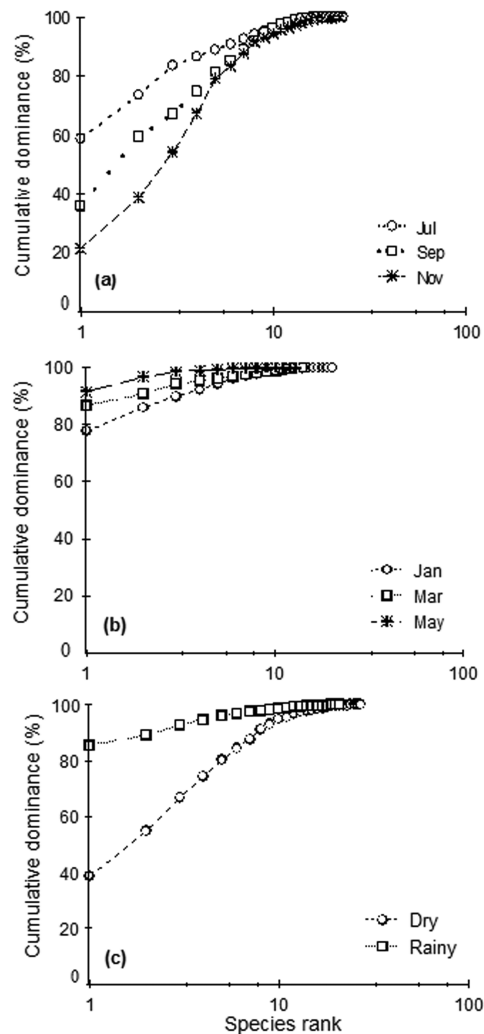 100
80
60
40
20
0
Cumulative dominance (%)
(a)
Jul
Sep
Nov
1 10 100
100
80
60
40
20
0
Cumulative dominance (%)
(b)
Jan
Mar
May
1 10 100
100
80
60
40
20
0
Cumulative dominance (%)
(c)
Dry
Rainy
1 10 100
Species rank